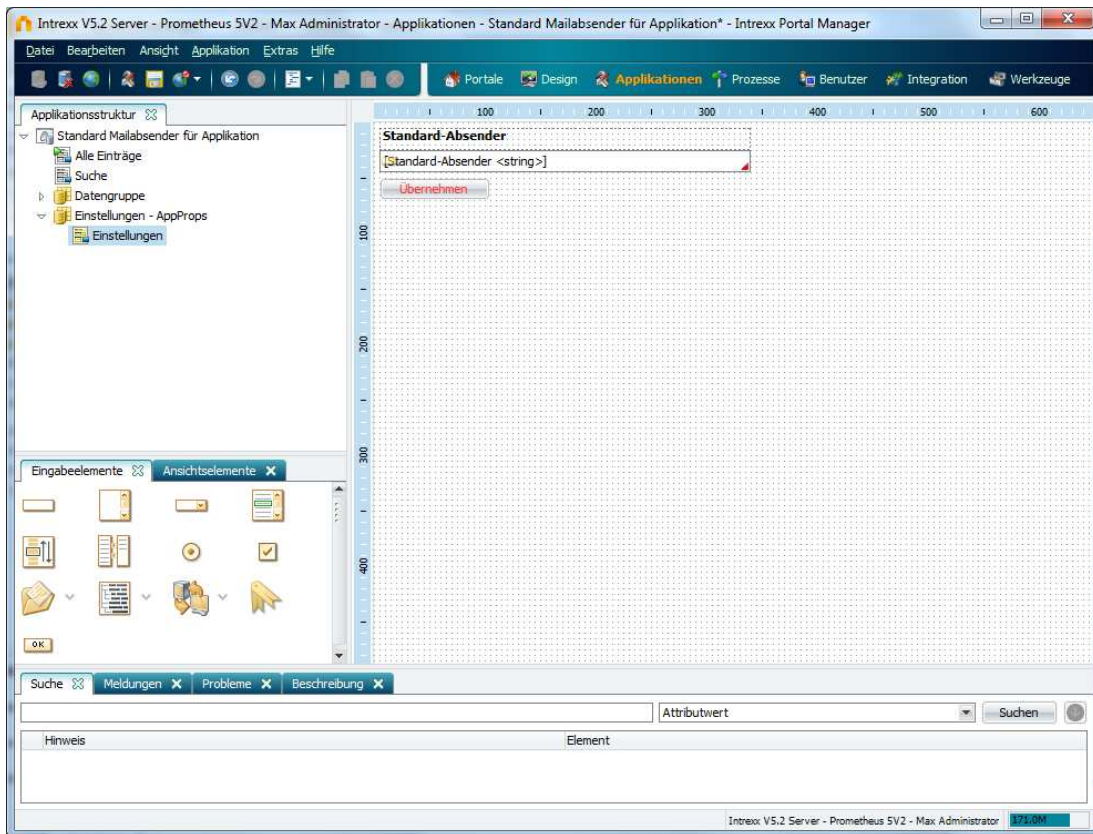 Intrexx V5.2 Server - Prometheus 5V2 - Max Administrator - Applikationen - Standard Mailabsender für Applikation* - Intrexx Portal Manager
Datei Bearbeiten Ansicht Applikation Extras Hilfe
Portale Design Applikationen Prozesse Benutzer Integration Werkzeuge
Applikationsstruktur
Standard Mailabsender für Applikation
Alle Einträge
Suche
Datengruppe
Einstellungen - AppProps
Einstellungen
100 200 300 400 500 600
Standard-Absender
[Standard-Absender <string>]
Übernehmen
100
200
300
400
Eingabeelemente Ansichtselemente
OK
Suche Meldungen Probleme Beschreibung
Attributwert Suchen
Hinweis Element
Intrexx V5.2 Server - Prometheus 5V2 - Max Administrator 171.0M